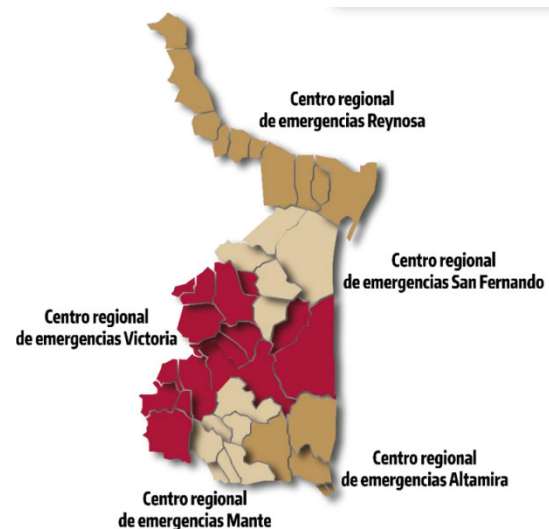 Centro regional
de emergencias Reynosa
Centro regional
de emergencias San Fernando
Centro regional
de emergencias Victoria
Centro regional
de emergencias Altamira
Centro regional
de emergencias Mante